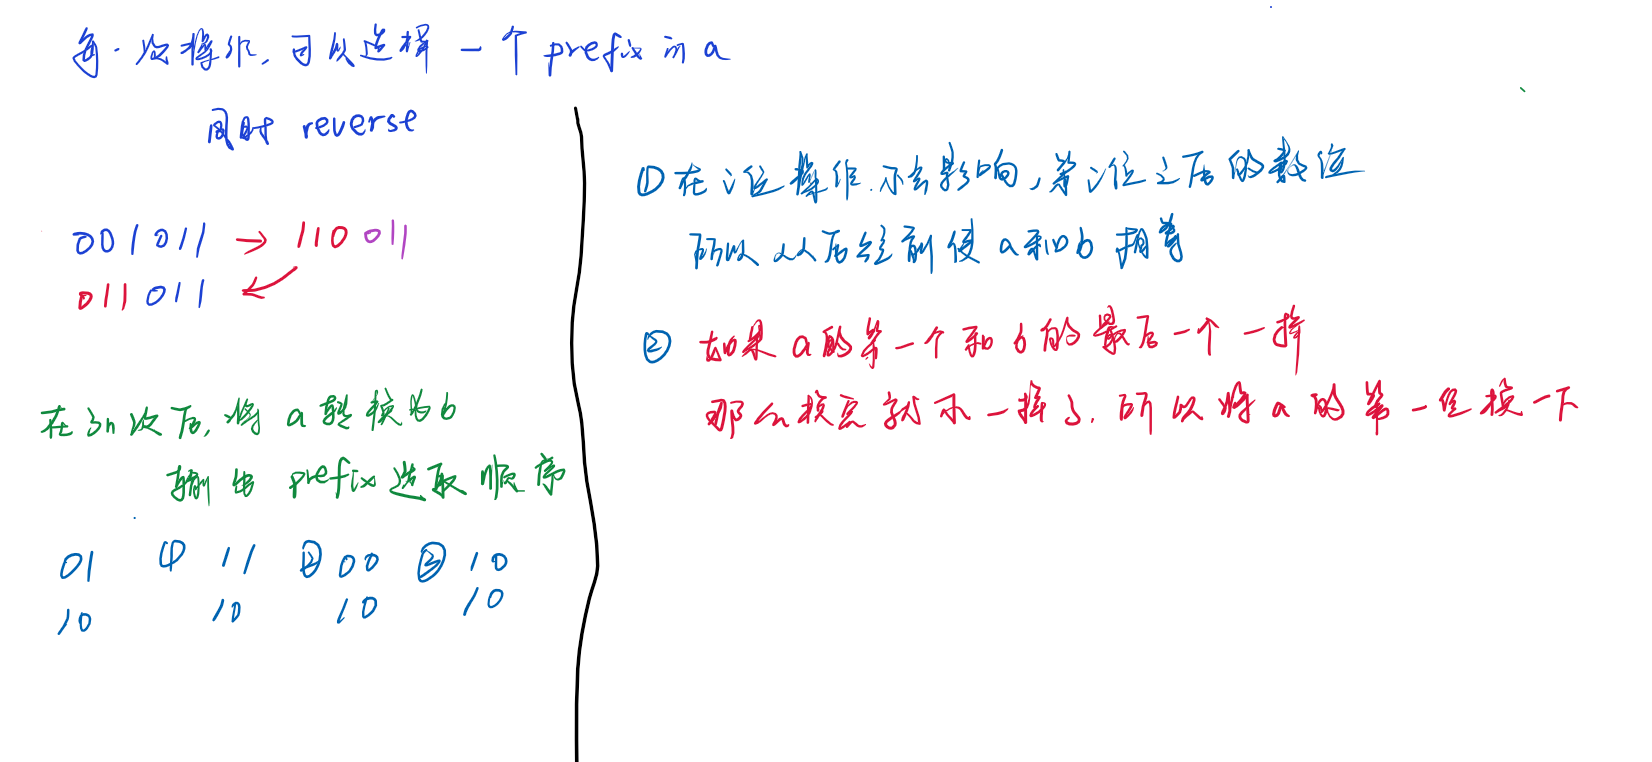 每一次操作,可以选择一个 prefix in a
同时 reverse
001011 → 110011
011011
在3n次后,将 a 转换为 b
输出 prefix 选取顺序
01 ① 11 ② 00 ③ 10
10 10 10 10
① 在 i 位操作.不会影响,第 i 位之后的数位
所以从后往前使 a 和 b 相等
② 如果 a 的第一个和 b 的最后一个一样
那么换完就不一样了.所以将 a 的第一位换一下